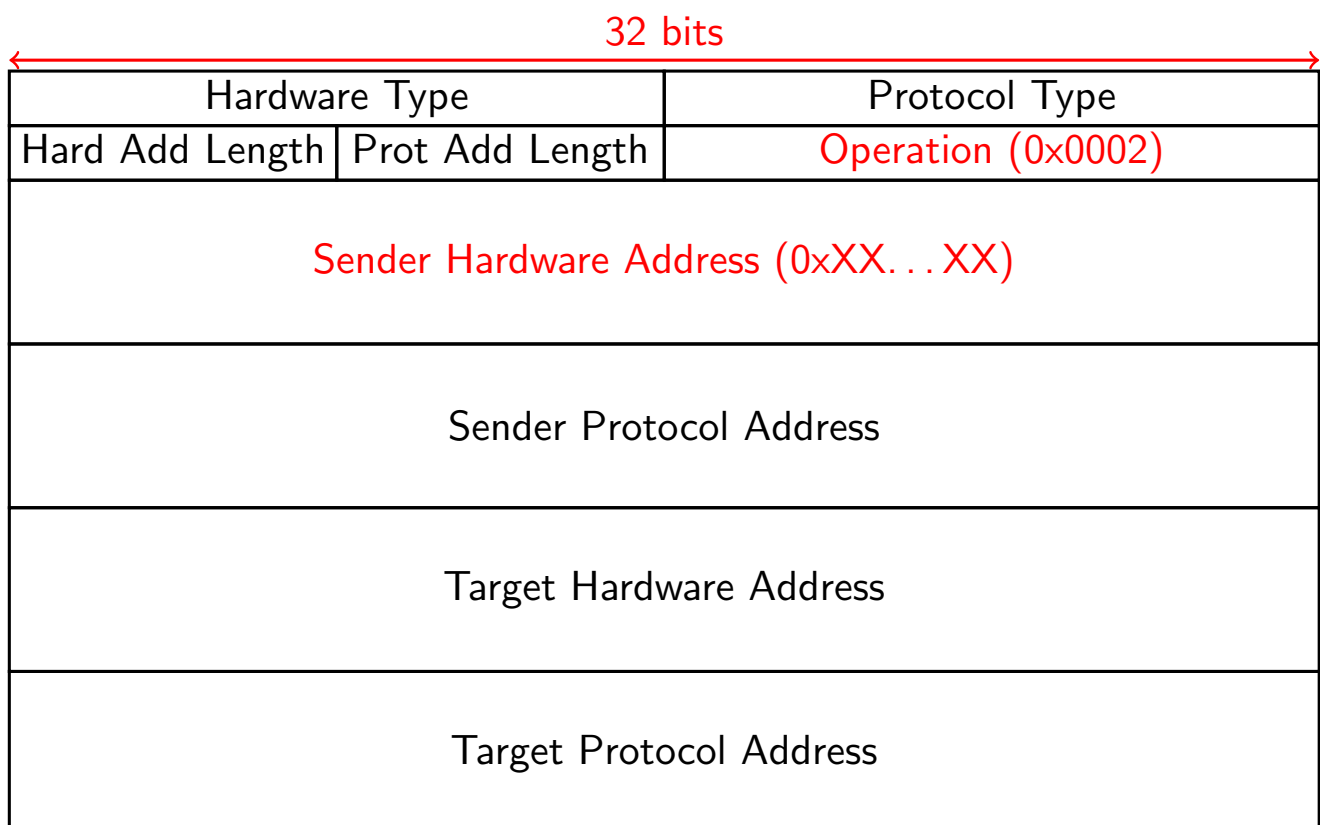 32 bits
Hardware Type Protocol Type
Hard Add Length Prot Add Length Operation (0x0002)
Sender Hardware Address (0xXX...XX)
Sender Protocol Address
Target Hardware Address
Target Protocol Address